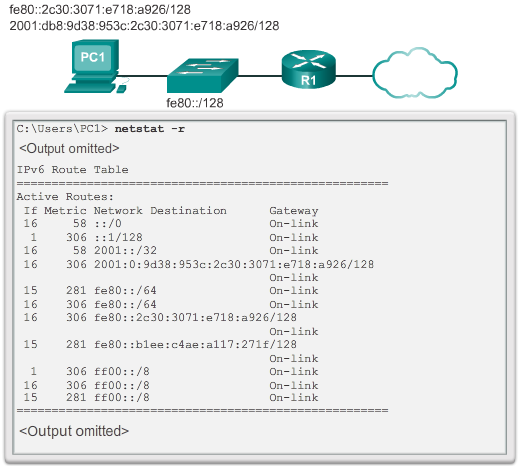 fe80::2c30:3071:e718:a926/128
2001:db8:9d38:953c:2c30:3071:e718:a926/128
PC1
R1
fe80::/128
C:\Users\PC1> netstat -r
<Output omitted>
IPv6 Route Table
===========================================================
Active Routes:
If Metric Network Destination Gateway
16 58 ::/0 On-link
1 306 ::1/128 On-link
16 58 2001::/32 On-link
16 306 2001:0:9d38:953c:2c30:3071:e718:a926/128
On-link
15 281 fe80::/64 On-link
16 306 fe80::/64 On-link
16 306 fe80::2c30:3071:e718:a926/128
On-link
15 281 fe80::b1ee:c4ae:a117:271f/128
On-link
1 306 ff00::/8 On-link
16 306 ff00::/8 On-link
15 281 ff00::/8 On-link
===========================================================
<Output omitted>